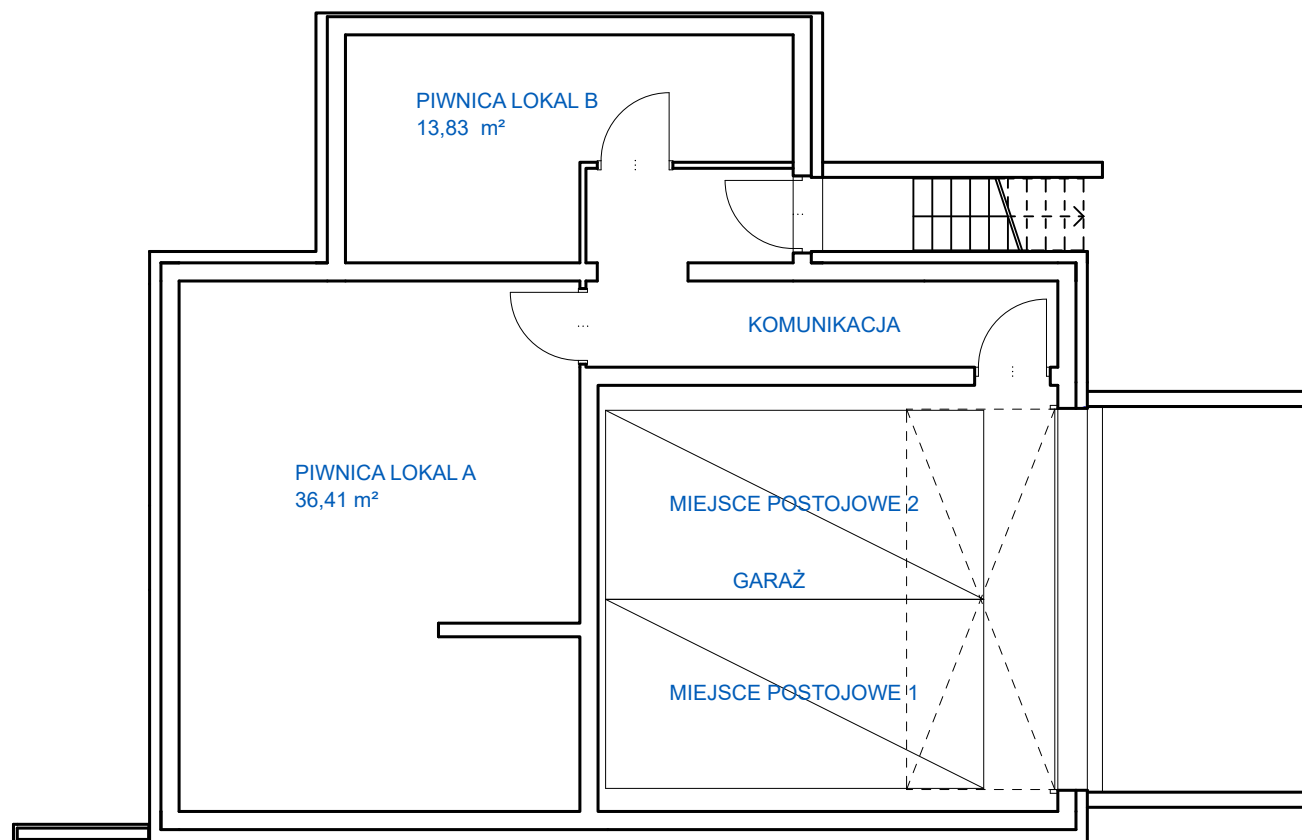 PIWNICA LOKAL B
13,83 m²
KOMUNIKACJA
PIWNICA LOKAL A
36,41 m²
MIEJSCE POSTOJOWE 2
GARAŻ
MIEJSCE POSTOJOWE 1